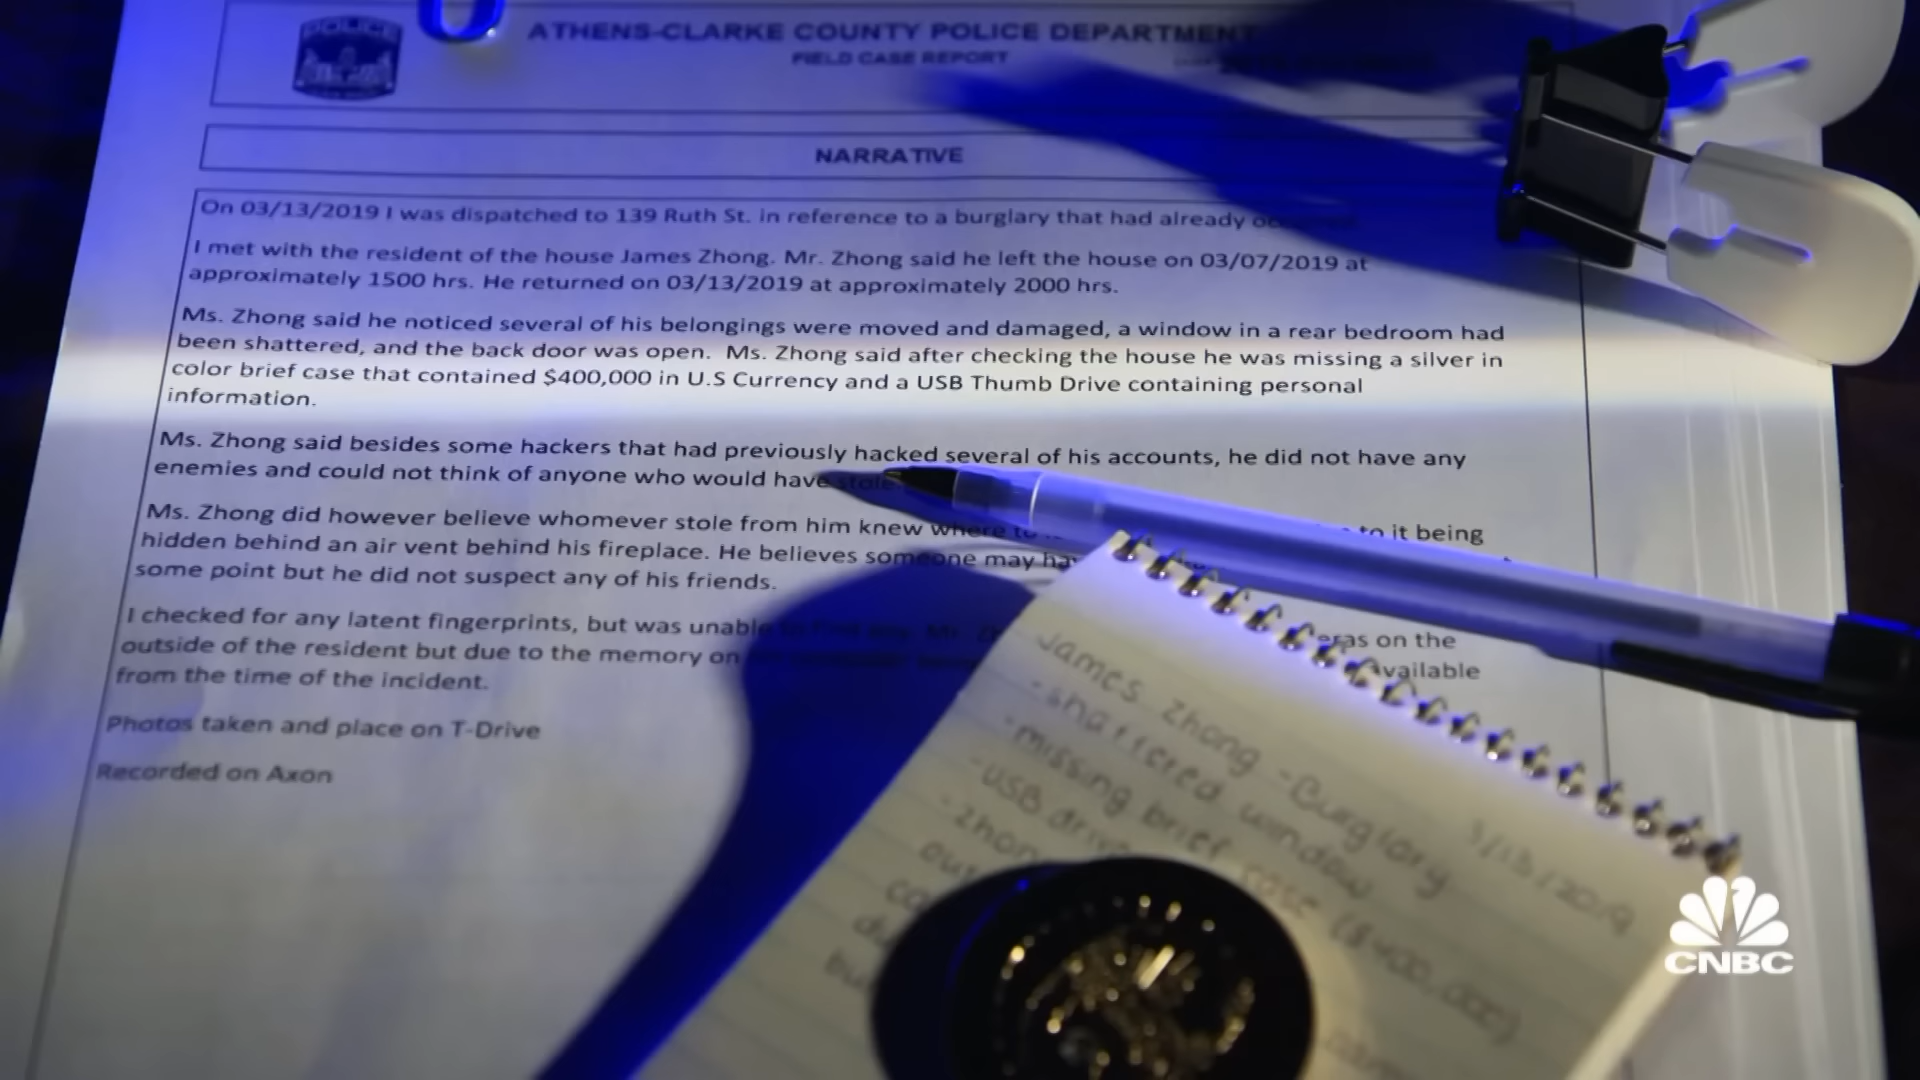 POLICE
ATHENS-CLARKE COUNTY POLICE DEPARTMENT
FIELD CASE REPORT
NARRATIVE
On 03/13/2019 I was dispatched to 139 Ruth St. in reference to a burglary that had already
I met with the resident of the house James Zhong. Mr. Zhong said he left the house on 03/07/2019 at
approximately 1500 hrs. He returned on 03/13/2019 at approximately 2000 hrs.
Ms. Zhong said he noticed several of his belongings were moved and damaged, a window in a rear bedroom had
been shattered, and the back door was open. Ms. Zhong said after checking the house he was missing a silver in
color brief case that contained $400,000 in U.S Currency and a USB Thumb Drive containing personal
information.
Ms. Zhong said besides some hackers that had previously hacked several of his accounts, he did not have any
enemies and could not think of anyone who would have
Ms. Zhong did however believe whomever stole from him knew where to it being
hidden behind an air vent behind his fireplace. He believes someone may
some point but he did not suspect any of his friends.
I checked for any latent fingerprints, but was unable to find any. Mr. on the
outside of the resident but due to the memory on available
from the time of the incident.
Photos taken and place on T-Drive
Recorded on Axon
James Zhong - Burglary 3/13/2019
- shattered window
- missing brief case ($400,000)
- USB drive
CNBC